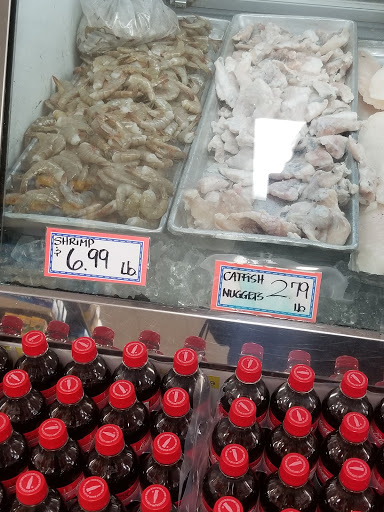 SHRIMP
$6.99 Lb
CATFISH
NUGGETS 2.79
Lb